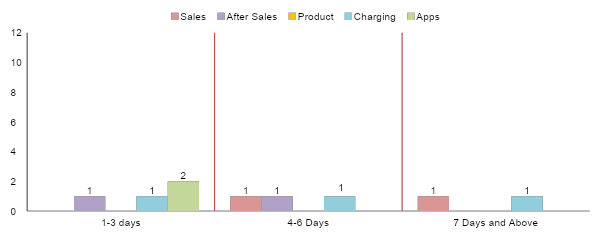 Sales After Sales Product Charging Apps
12
10
8
6
4
2
0
1 1 2 1 1 1 1 1
1-3 days 4-6 Days 7 Days and Above